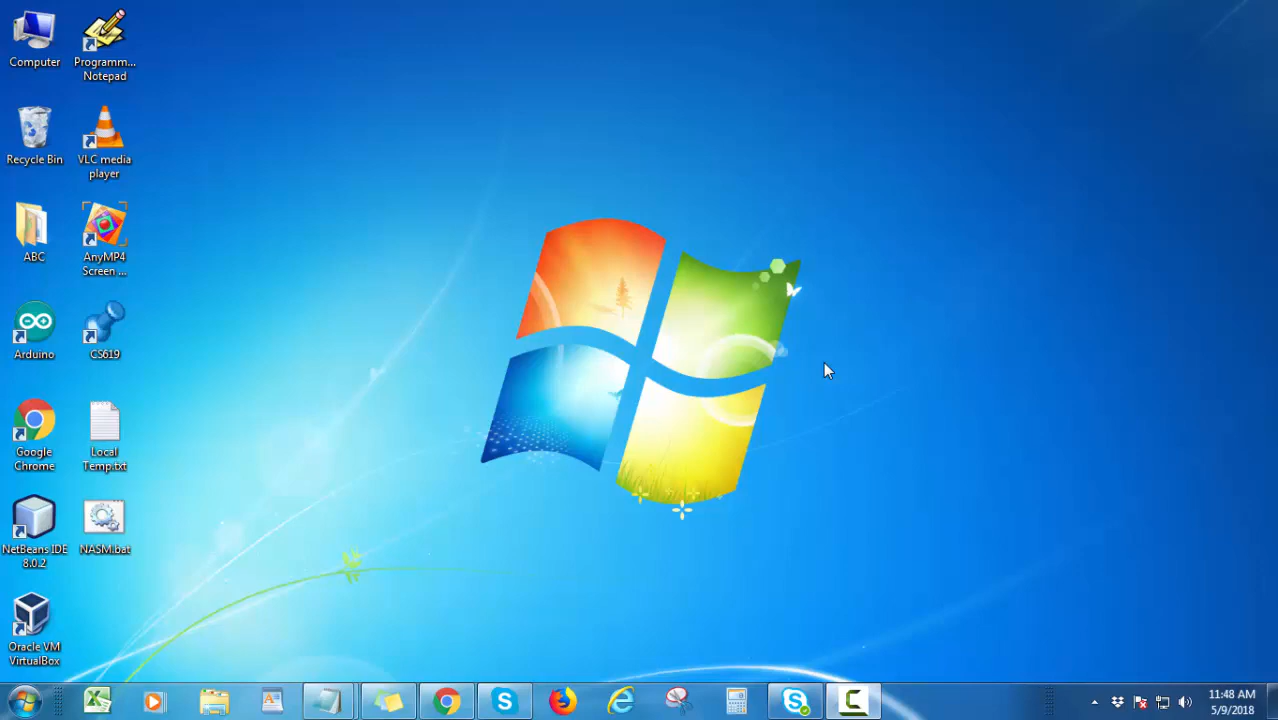 Computer
Programm...
Notepad
Recycle Bin
VLC media
player
ABC
AnyMP4
Screen ...
Arduino
CS619
Google
Chrome
Local
Temp.txt
NetBeans IDE
8.0.2
NASM.bat
Oracle VM
VirtualBox
11:48 AM
5/9/2018